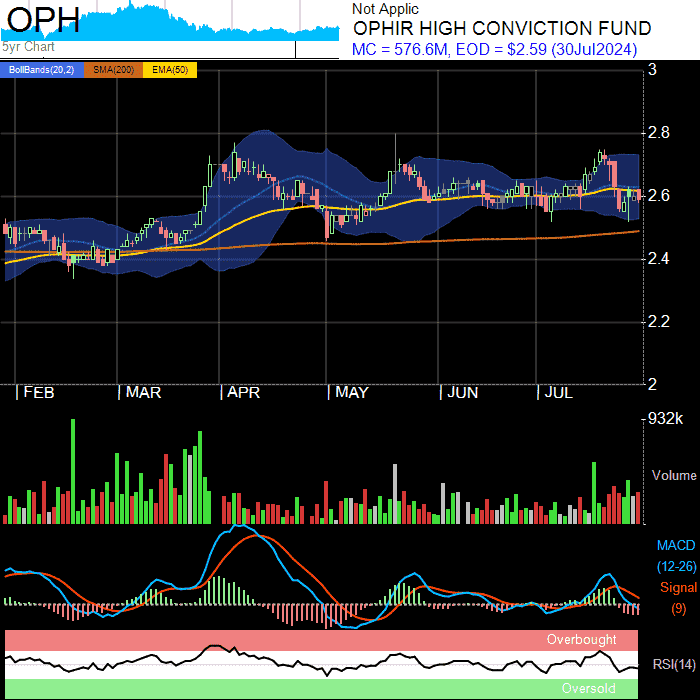 OPH
5yr Chart
Not Applic
OPHIR HIGH CONVICTION FUND
MC = 576.6M, EOD = $2.59 (30Jul2024)
BollBands(20,2) SMA(200) EMA(50)
3
2.8
2.6
2.4
2.2
2
FEB MAR APR MAY JUN JUL
932k
Volume
MACD
(12-26)
Signal
(9)
Overbought
RSI(14)
Oversold